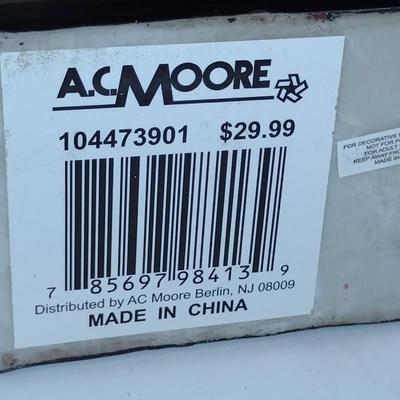 A.C.MOORE
104473901 $29.99
7 85697 98413 9
Distributed by AC Moore Berlin, NJ 08009
MADE IN CHINA
FOR DECORATIVE
NOT FOR
FOR ADULT
KEEP AWAY FRO
MADE IN